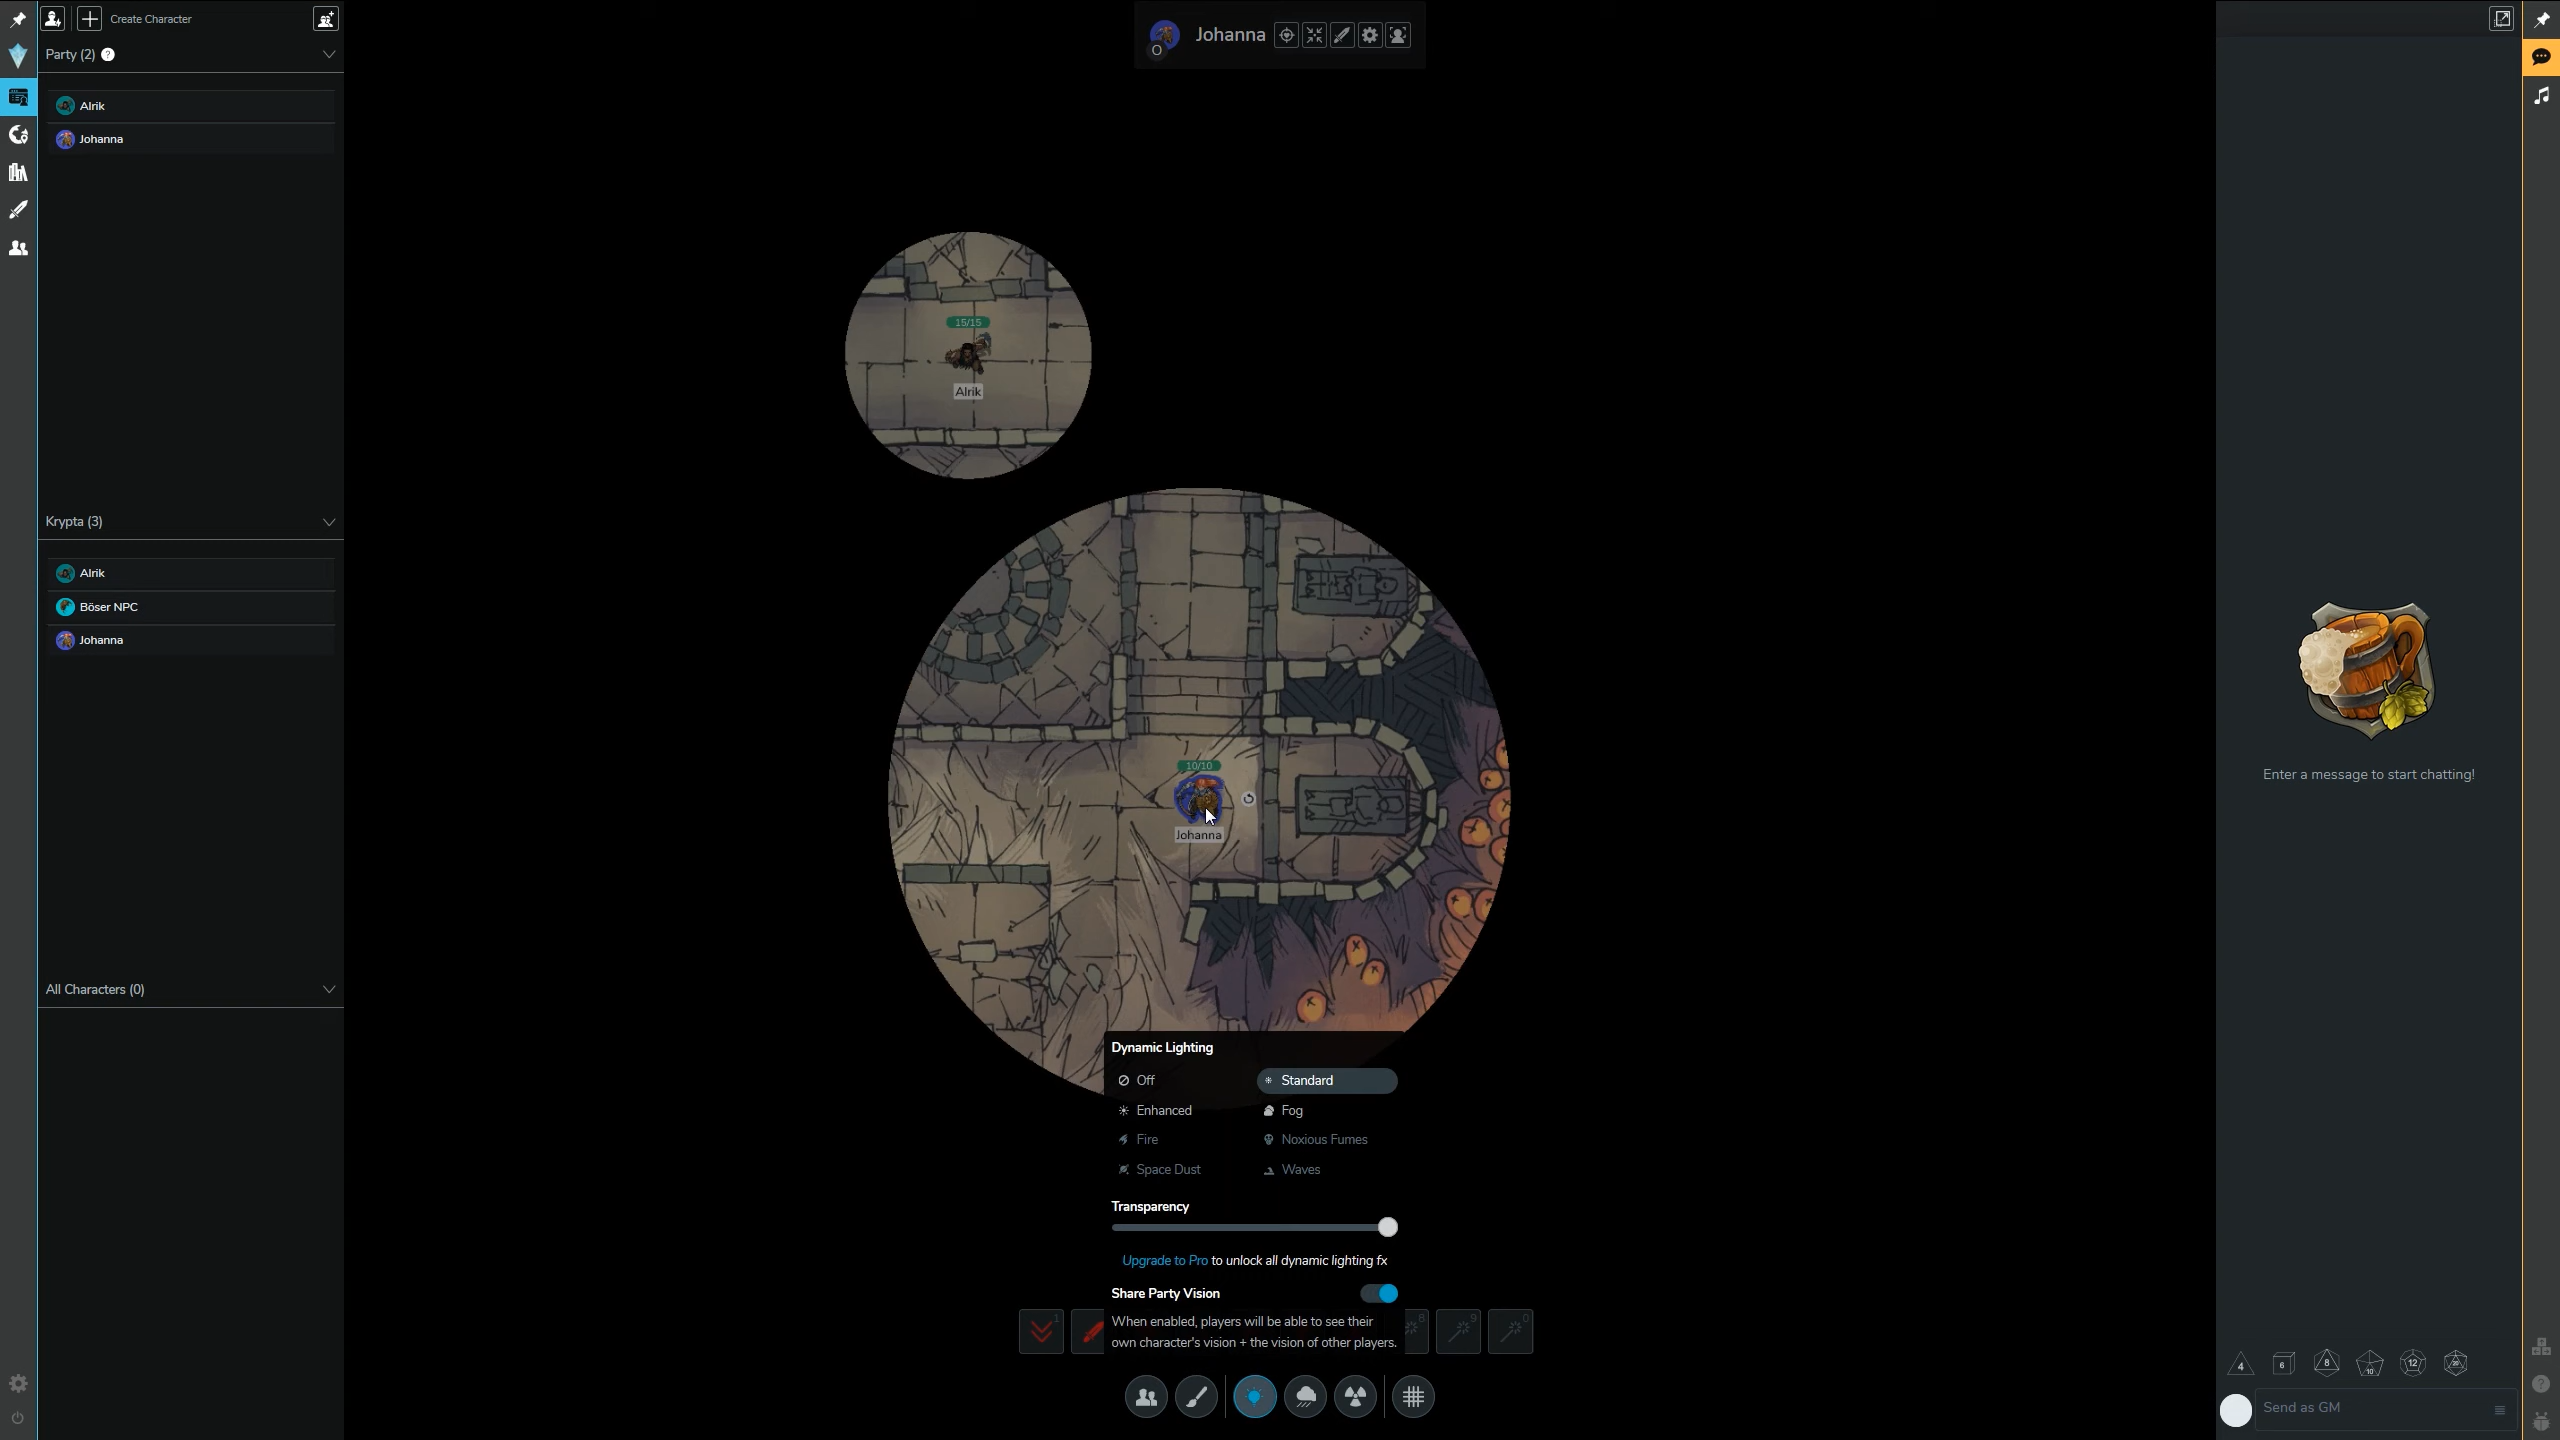 Create Character
Party (2) ?
Alrik
Johanna
Krypta (3)
Alrik
Böser NPC
Johanna
All Characters (0)
O
Johanna
15/15
Alrik
10/10
Johanna
Dynamic Lighting
Off
Standard
Enhanced
Fog
Fire
Noxious Fumes
Space Dust
Waves
Transparency
Upgrade to Pro to unlock all dynamic lighting fx
Share Party Vision
When enabled, players will be able to see their
own character's vision + the vision of other players.
1
8
9
0
Enter a message to start chatting!
4
6
8
10
12
20
Send as GM
?